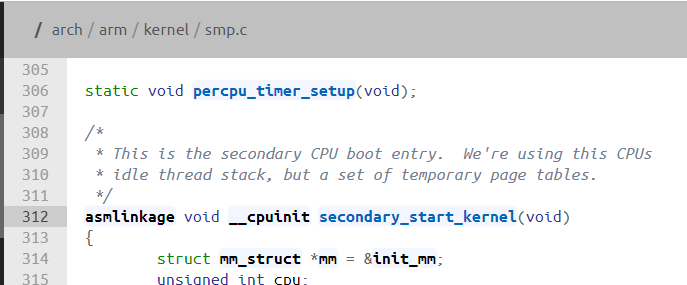 / arch / arm / kernel / smp.c
305
306 static void percpu_timer_setup(void);
307
308 /*
309  * This is the secondary CPU boot entry.  We're using this CPUs
310  * idle thread stack, but a set of temporary page tables.
311  */
312 asmlinkage void __cpuinit secondary_start_kernel(void)
313 {
314         struct mm_struct *mm = &init_mm;
315         unsigned int cpu;